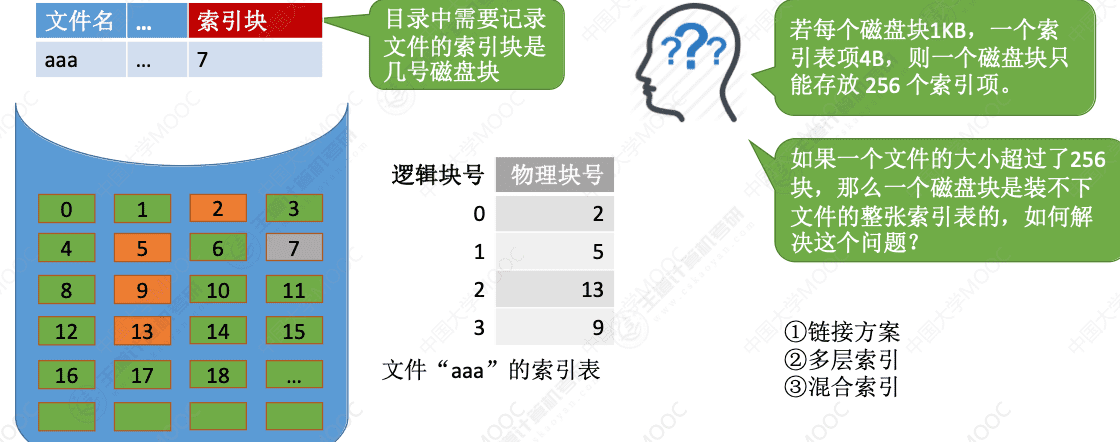 文件名 … 索引块
aaa … 7
目录中需要记录
文件的索引块是
几号磁盘块
若每个磁盘块1KB，一个索
引表项4B，则一个磁盘块只
能存放 256 个索引项。
如果一个文件的大小超过了256
块，那么一个磁盘块是装不下
文件的整张索引表的，如何解
决这个问题？
0 1 2 3
4 5 6 7
8 9 10 11
12 13 14 15
16 17 18 …
逻辑块号 物理块号
0 2
1 5
2 13
3 9
文件“aaa”的索引表
①链接方案
②多层索引
③混合索引